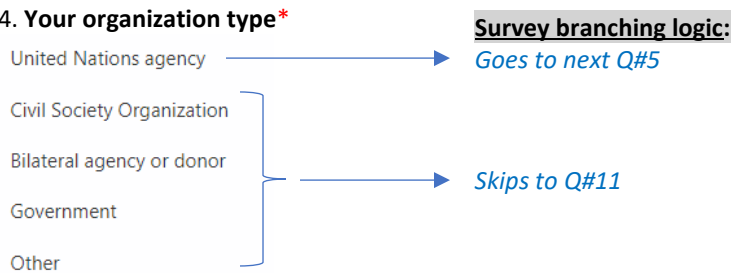 4. Your organization type*
Survey branching logic:
United Nations agency
Goes to next Q#5
Civil Society Organization
Bilateral agency or donor
Skips to Q#11
Government
Other